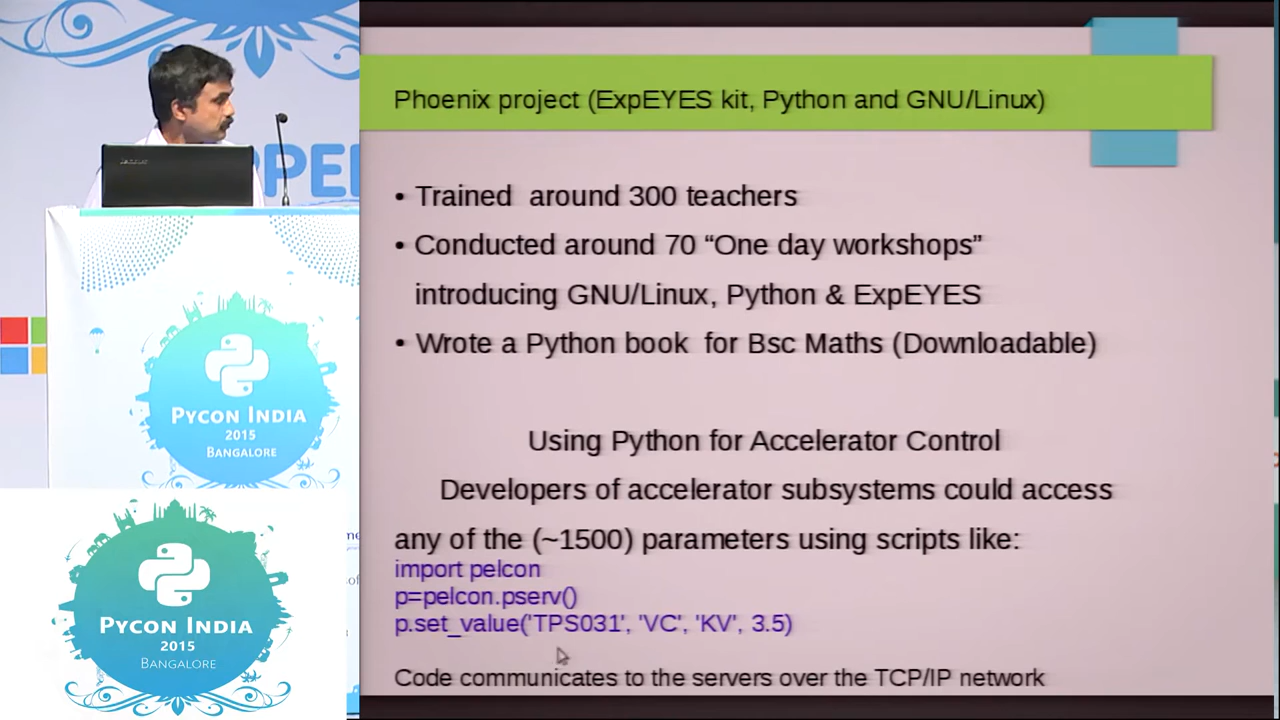 Phoenix project (ExpEYES kit, Python and GNU/Linux)
• Trained around 300 teachers
• Conducted around 70 “One day workshops”
introducing GNU/Linux, Python & ExpEYES
• Wrote a Python book for Bsc Maths (Downloadable)
Using Python for Accelerator Control
Developers of accelerator subsystems could access
any of the (~1500) parameters using scripts like:
import pelcon
p=pelcon.pserv()
p.set_value('TPS031', 'VC', 'KV', 3.5)
Code communicates to the servers over the TCP/IP network
PYCON INDIA
2015
BANGALORE
PYCON INDIA
2015
BANGALORE